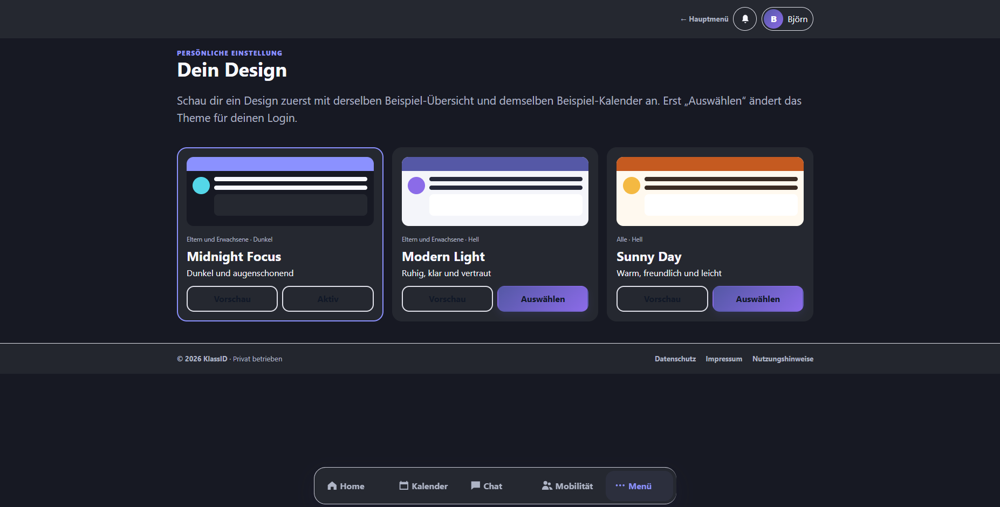 ← Hauptmenü
B
Björn
PERSÖNLICHE EINSTELLUNG
Dein Design
Schau dir ein Design zuerst mit derselben Beispiel-Übersicht und demselben Beispiel-Kalender an. Erst „Auswählen“ ändert das
Theme für deinen Login.
Eltern und Erwachsene · Dunkel
Midnight Focus
Dunkel und augenschonend
Vorschau
Aktiv
Eltern und Erwachsene · Hell
Modern Light
Ruhig, klar und vertraut
Vorschau
Auswählen
Alle · Hell
Sunny Day
Warm, freundlich und leicht
Vorschau
Auswählen
© 2026 KlassID · Privat betrieben
Datenschutz
Impressum
Nutzungshinweise
Home
Kalender
Chat
Mobilität
Menü